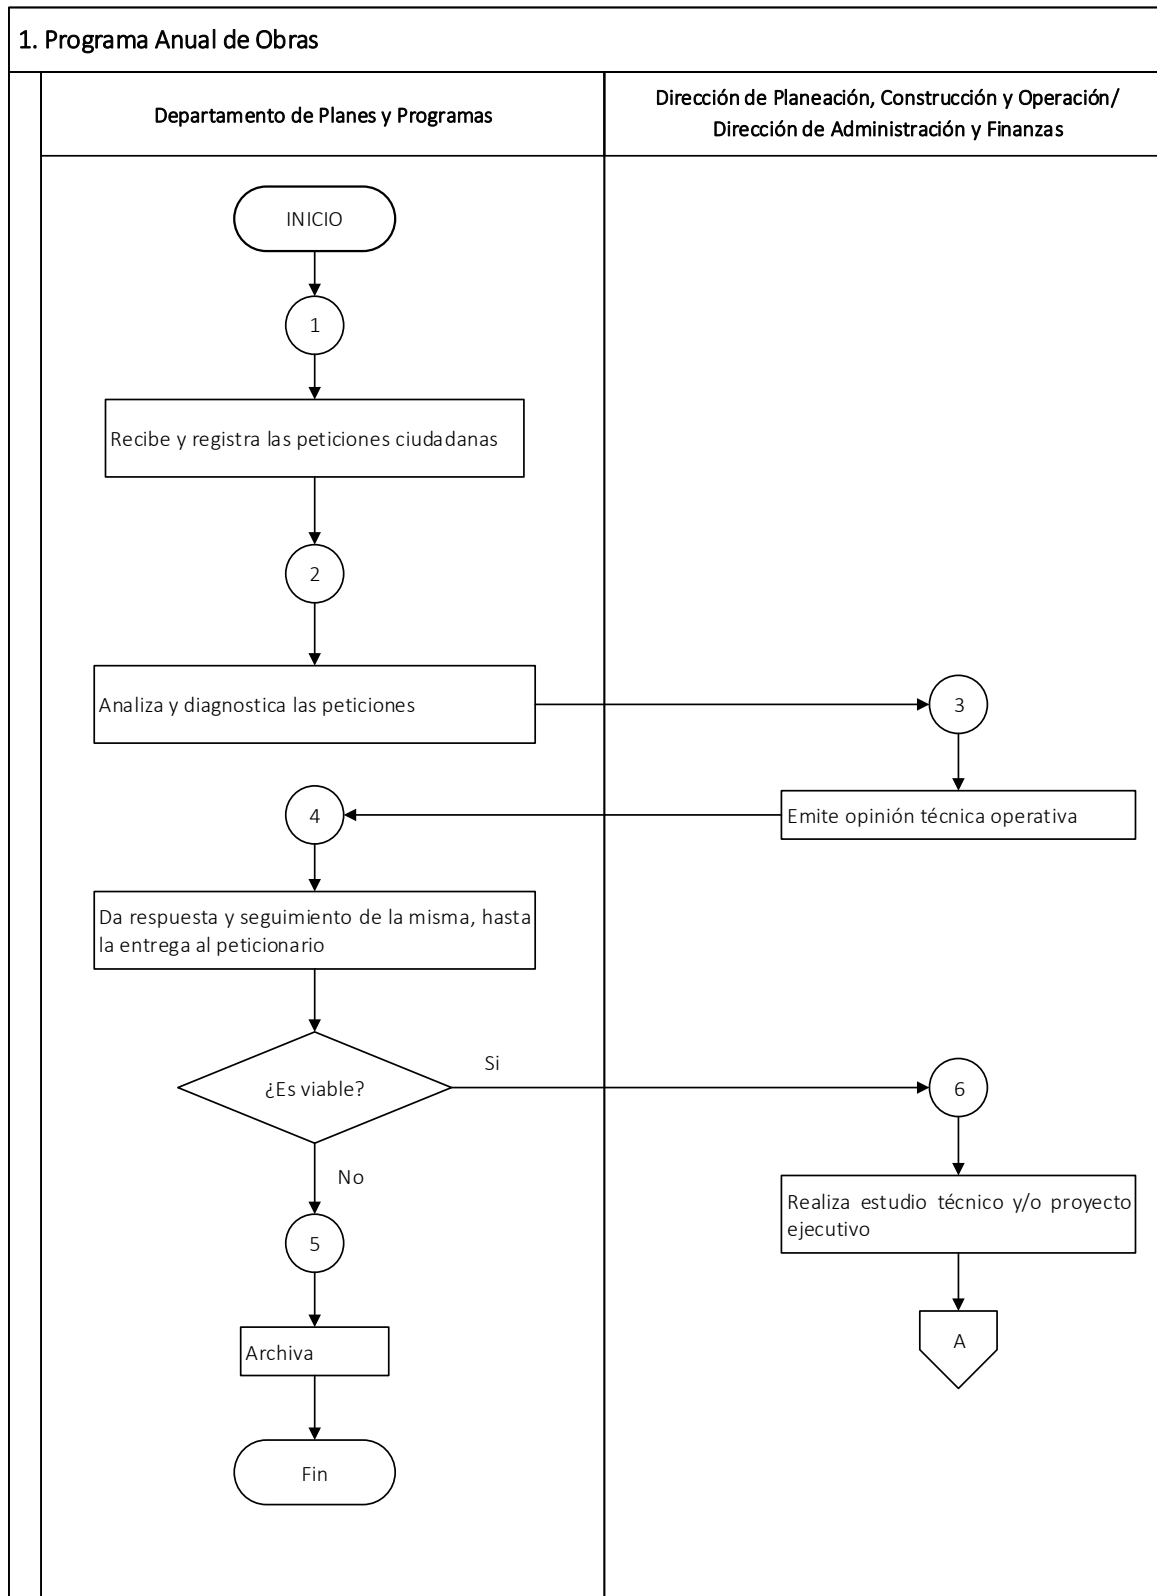 1. Programa Anual de Obras
Departamento de Planes y Programas
Dirección de Planeación, Construcción y Operación/
Dirección de Administración y Finanzas
INICIO
1
Recibe y registra las peticiones ciudadanas
2
Analiza y diagnostica las peticiones
3
Emite opinión técnica operativa
4
Da respuesta y seguimiento de la misma, hasta
la entrega al peticionario
¿Es viable?
Si
No
5
Archiva
Fin
6
Realiza estudio técnico y/o proyecto
ejecutivo
A